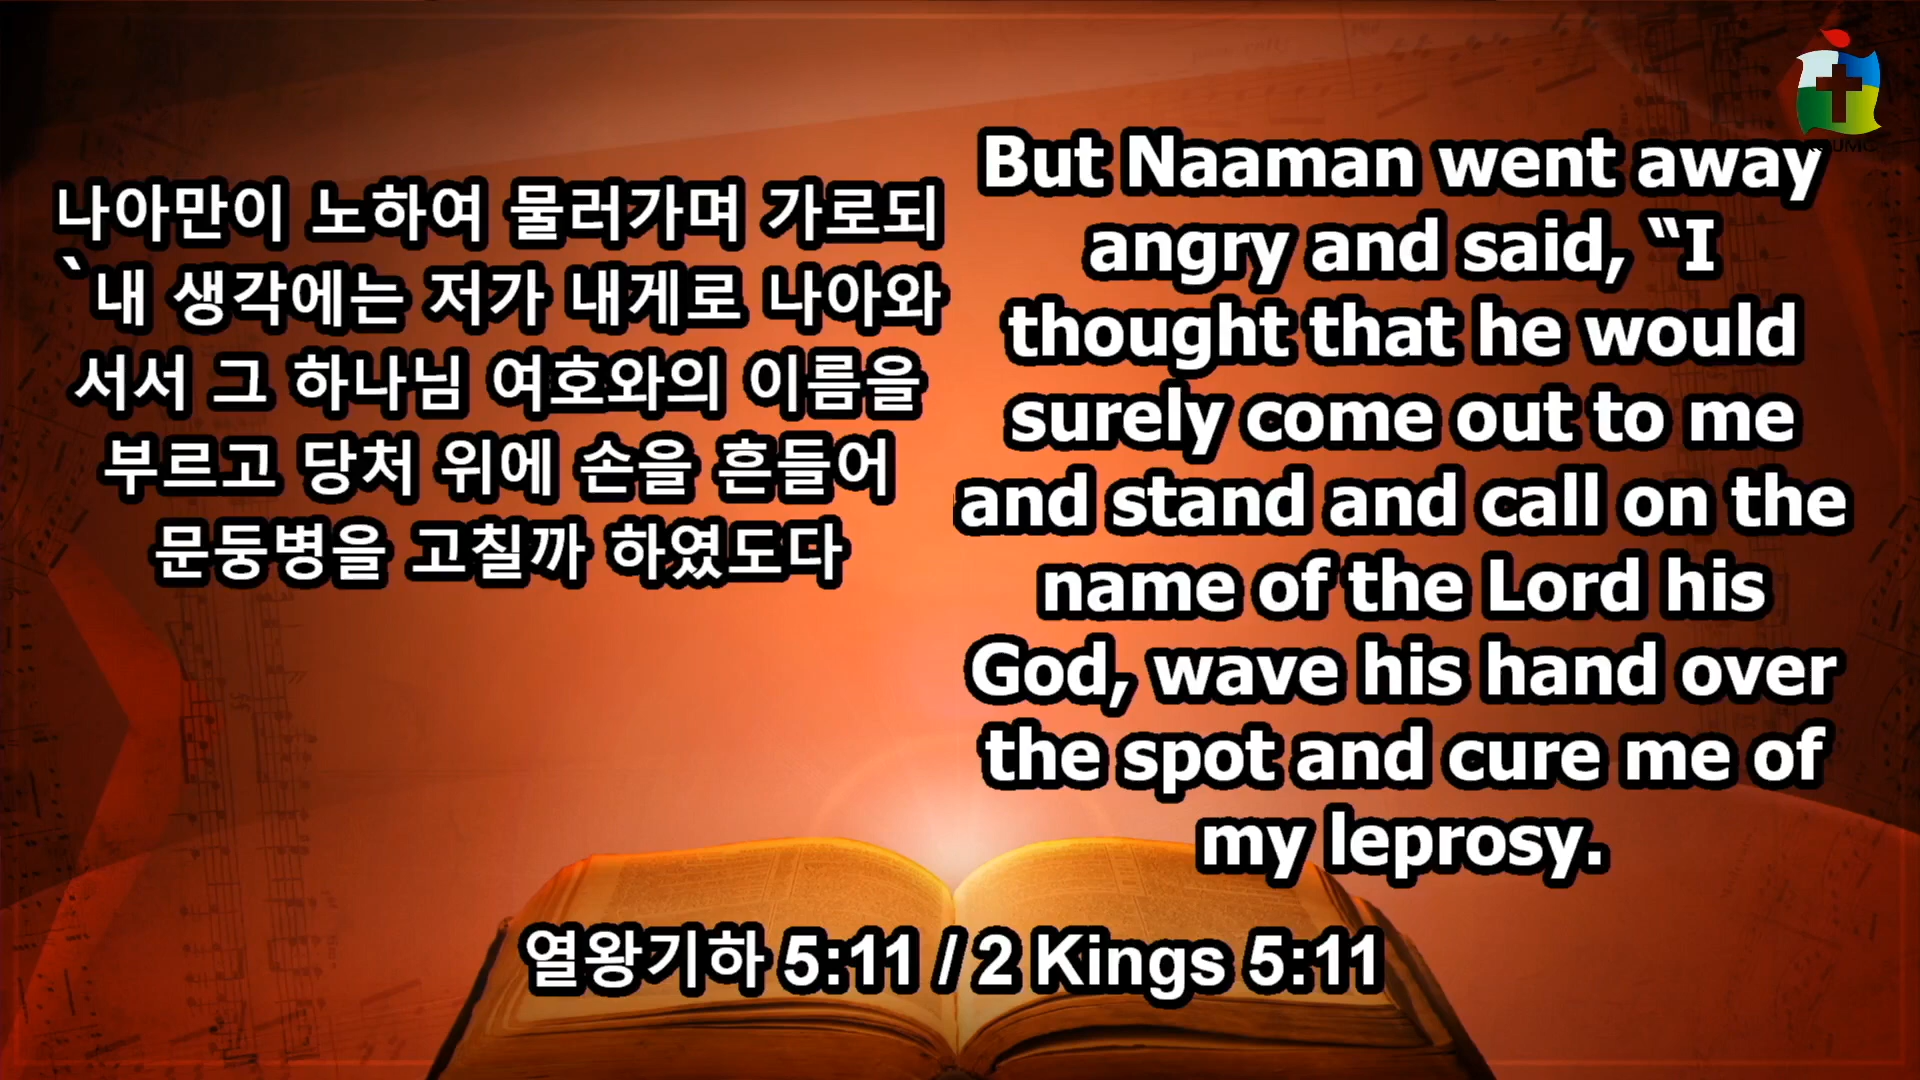 나아만이 노하여 물러가며 가로되
`내 생각에는 저가 내게로 나아와
서서 그 하나님 여호와의 이름을
부르고 당처 위에 손을 흔들어
문둥병을 고칠까 하였도다
But Naaman went away
angry and said, “I
thought that he would
surely come out to me
and stand and call on the
name of the Lord his
God, wave his hand over
the spot and cure me of
my leprosy.
열왕기하 5:11 / 2 Kings 5:11